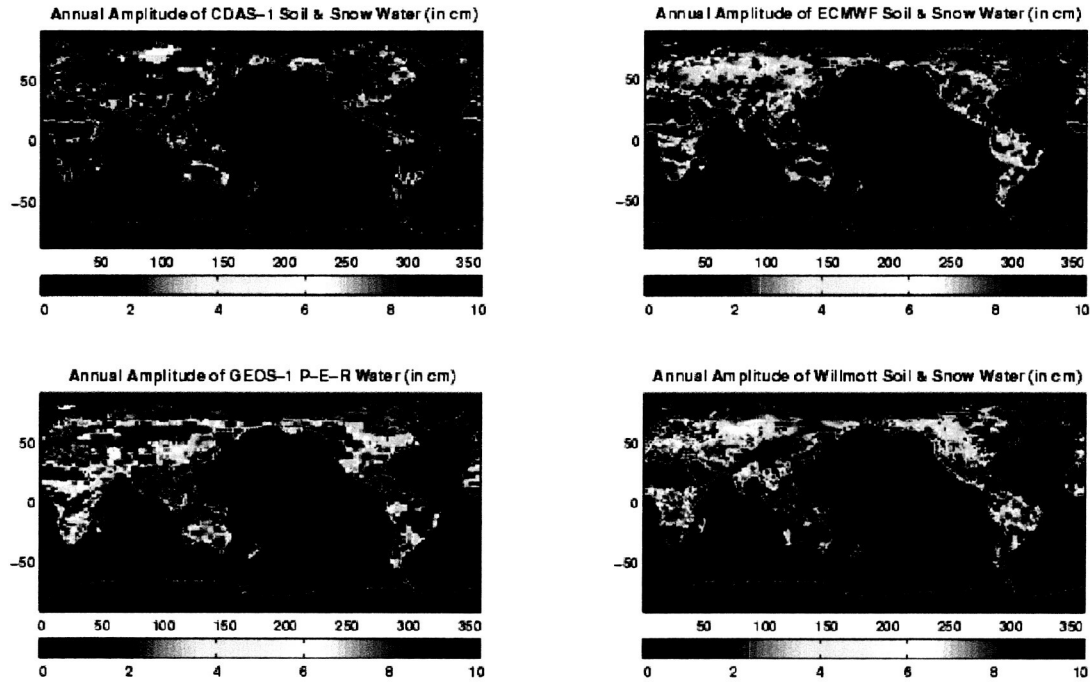 Annual Amplitude of CDAS-1 Soil & Snow Water (in cm)
50
0
-50
50 100 150 200 250 300 350
0 2 4 6 8 10
Annual Amplitude of ECMWF Soil & Snow Water (in cm)
50
0
-50
50 100 150 200 250 300 350
0 2 4 6 8 10
Annual Amplitude of GEOS-1 P-E-R Water (in cm)
50
0
-50
0 50 100 150 200 250 300 350
0 2 4 6 8 10
Annual Amplitude of Willmott Soil & Snow Water (in cm)
50
0
-50
50 100 150 200 250 300 350
0 2 4 6 8 10